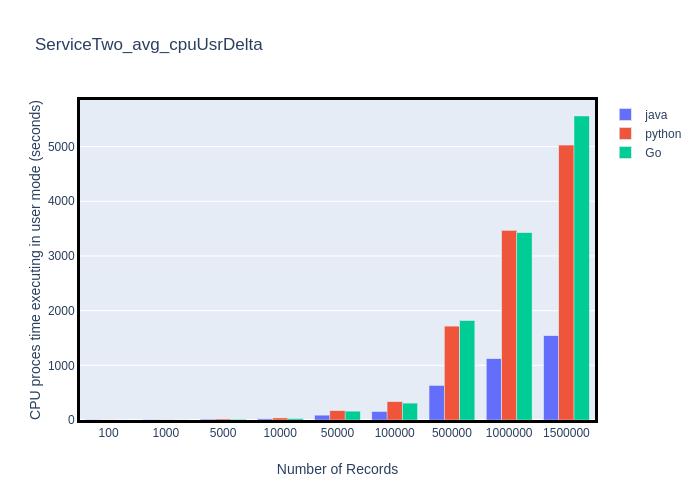 ServiceTwo_avg_cpuUsrDelta
CPU proces time executing in user mode (seconds)
5000
4000
3000
2000
1000
0
100 1000 5000 10000 50000 100000 500000 1000000 1500000
Number of Records
java
python
Go